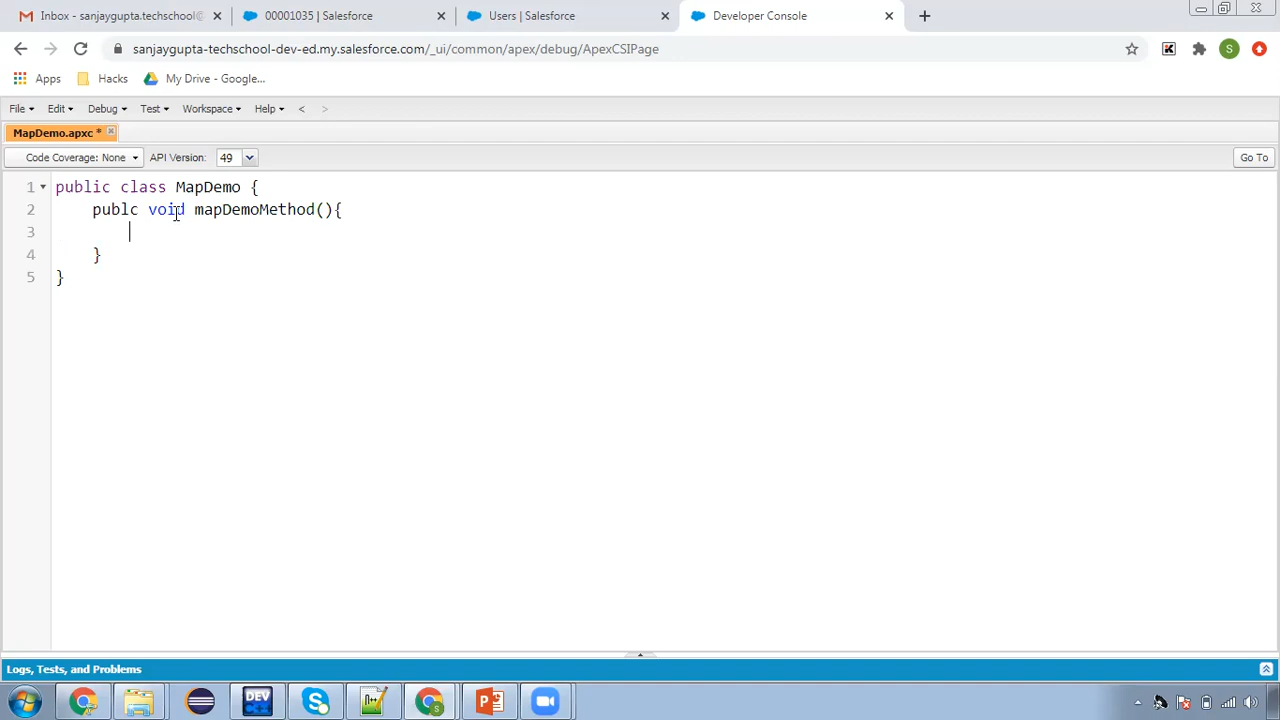 Inbox - sanjaygupta.techschool@ 00001035 | Salesforce Users | Salesforce Developer Console
sanjaygupta-techschool-dev-ed.my.salesforce.com/_ui/common/apex/debug/ApexCSIPage S
Apps Hacks My Drive - Google...
File Edit Debug Test Workspace Help < >
MapDemo.apxc *
Code Coverage: None API Version: 49 Go To
1 public class MapDemo {
2 publc void mapDemoMethod(){
3
4 }
5 }
Logs, Tests, and Problems